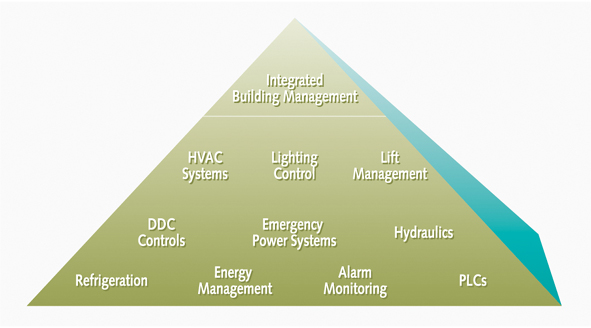 Integrated
Building Management
HVAC
Systems
Lighting
Control
Lift
Management
DDC
Controls
Emergency
Power Systems
Hydraulics
Refrigeration
Energy
Management
Alarm
Monitoring
PLCs